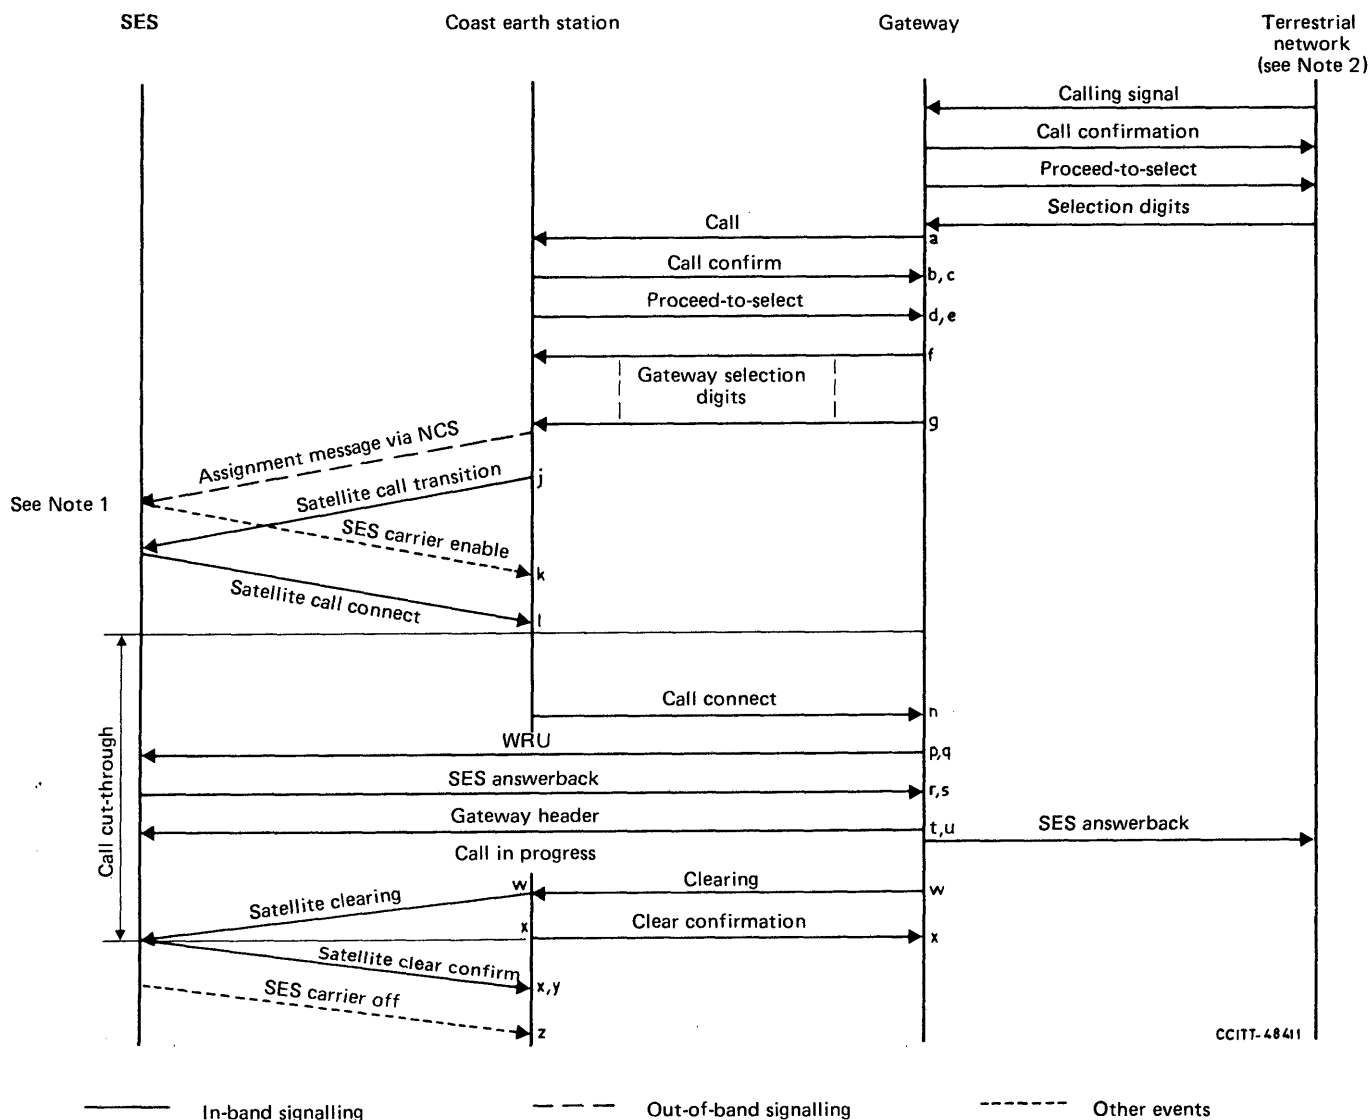 SES
Coast earth station
Gateway
Terrestrial
network
(see Note 2)
Calling signal
Call confirmation
Proceed-to-select
Selection digits
Call
a
Call confirm
b, c
Proceed-to-select
d, e
f
Gateway selection
digits
g
Assignment message via NCS
j
Satellite call transition
See Note 1
SES carrier enable
k
Satellite call connect
l
Call cut-through
Call connect
n
WRU
p,q
SES answerback
r,s
Gateway header
t,u
SES answerback
Call in progress
w
Clearing
w
Satellite clearing
x
Clear confirmation
x
Satellite clear confirm
x,y
SES carrier off
z
CCITT-48411
In-band signalling
Out-of-band signalling
Other events